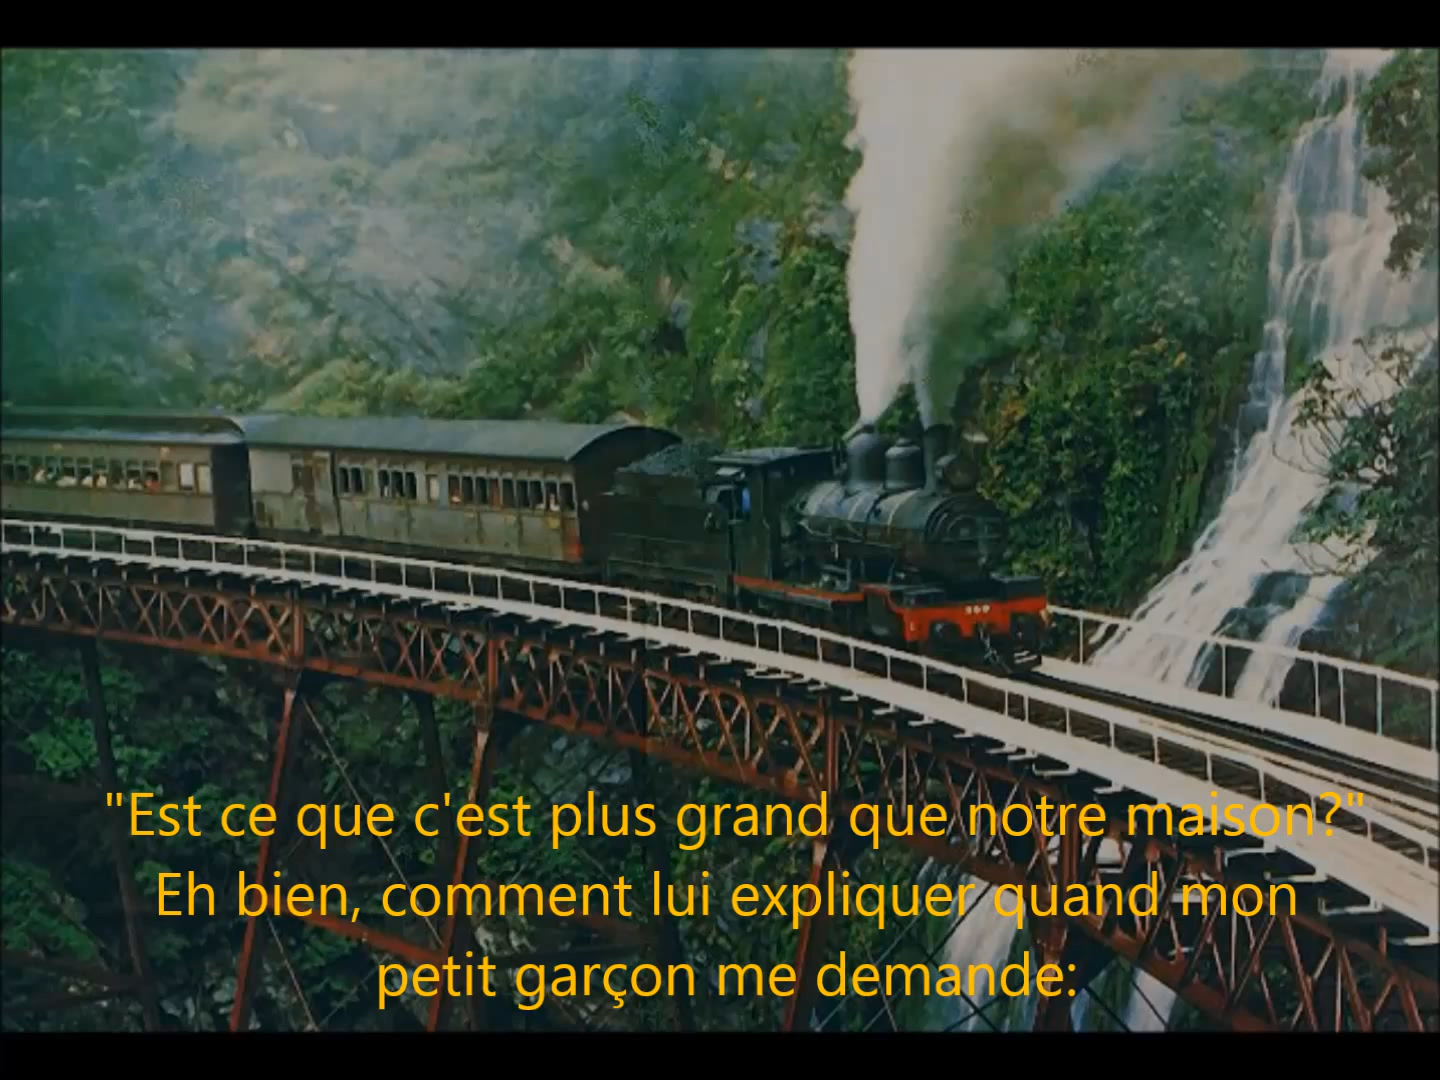 "Est ce que c'est plus grand que notre maison?"
Eh bien, comment lui expliquer quand mon
petit garçon me demande: